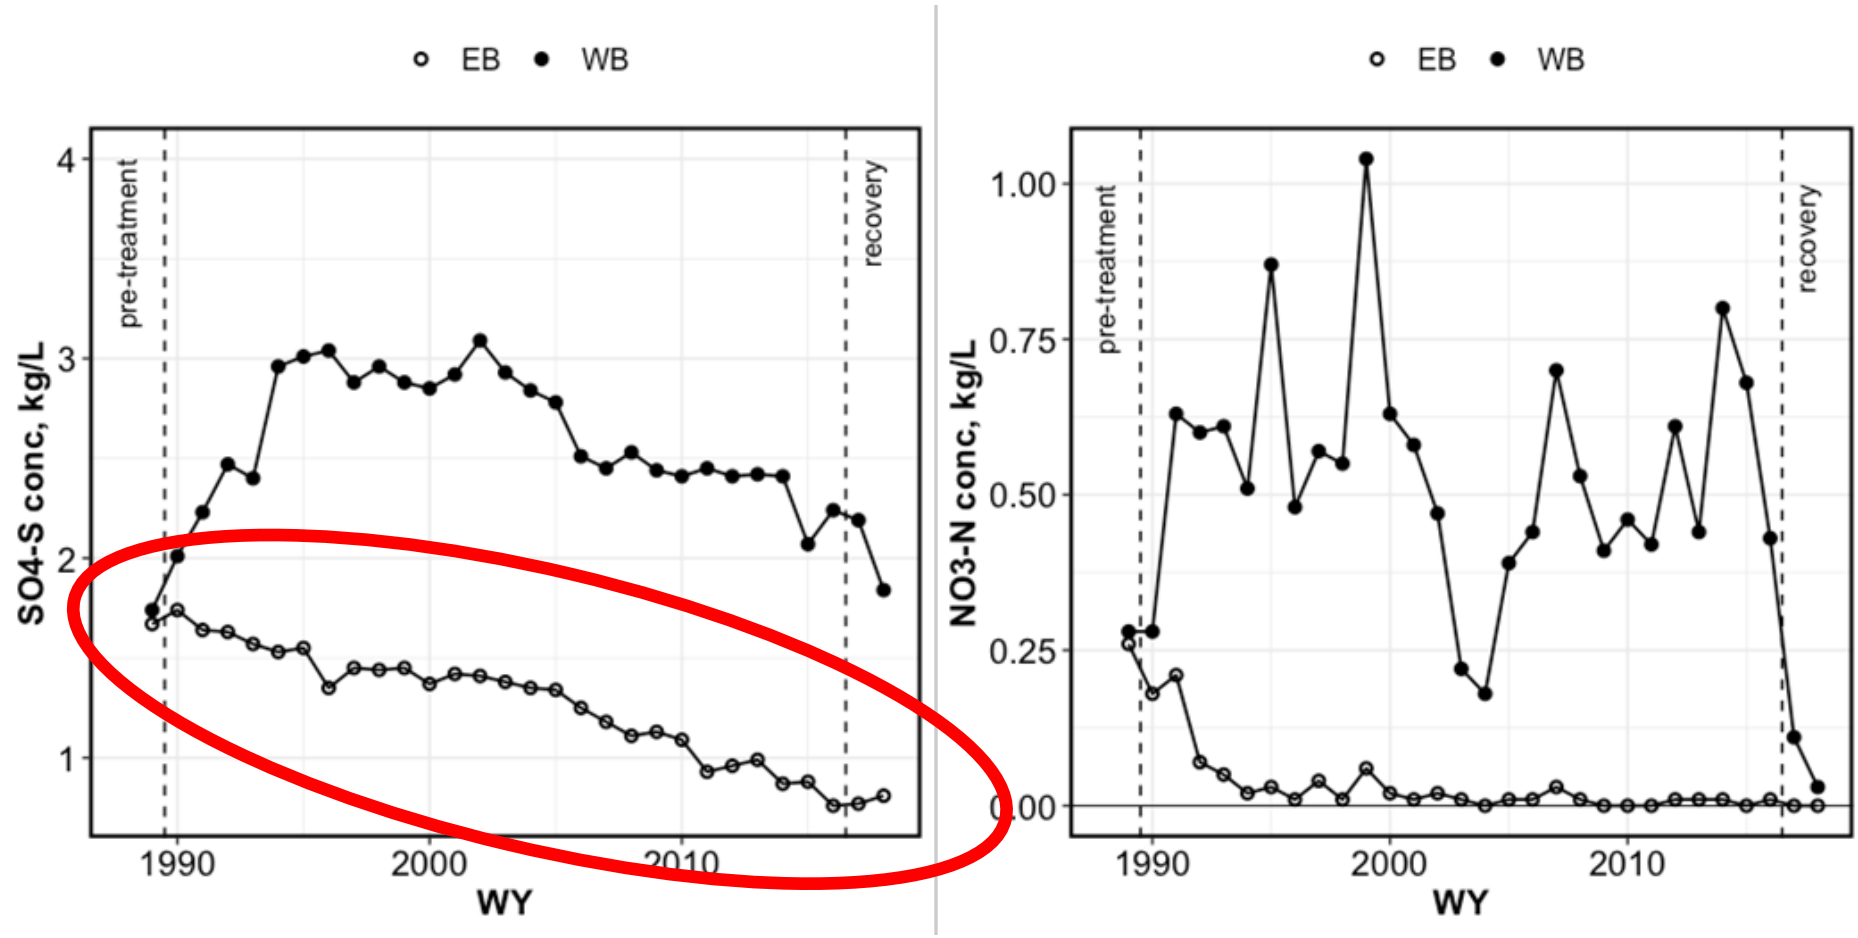 EB WB
4
3
2
1
SO4-S conc, kg/L
pre-treatment
recovery
1990 2000 2010
WY
EB WB
1.00
0.75
0.50
0.25
0.00
NO3-N conc, kg/L
pre-treatment
recovery
1990 2000 2010
WY